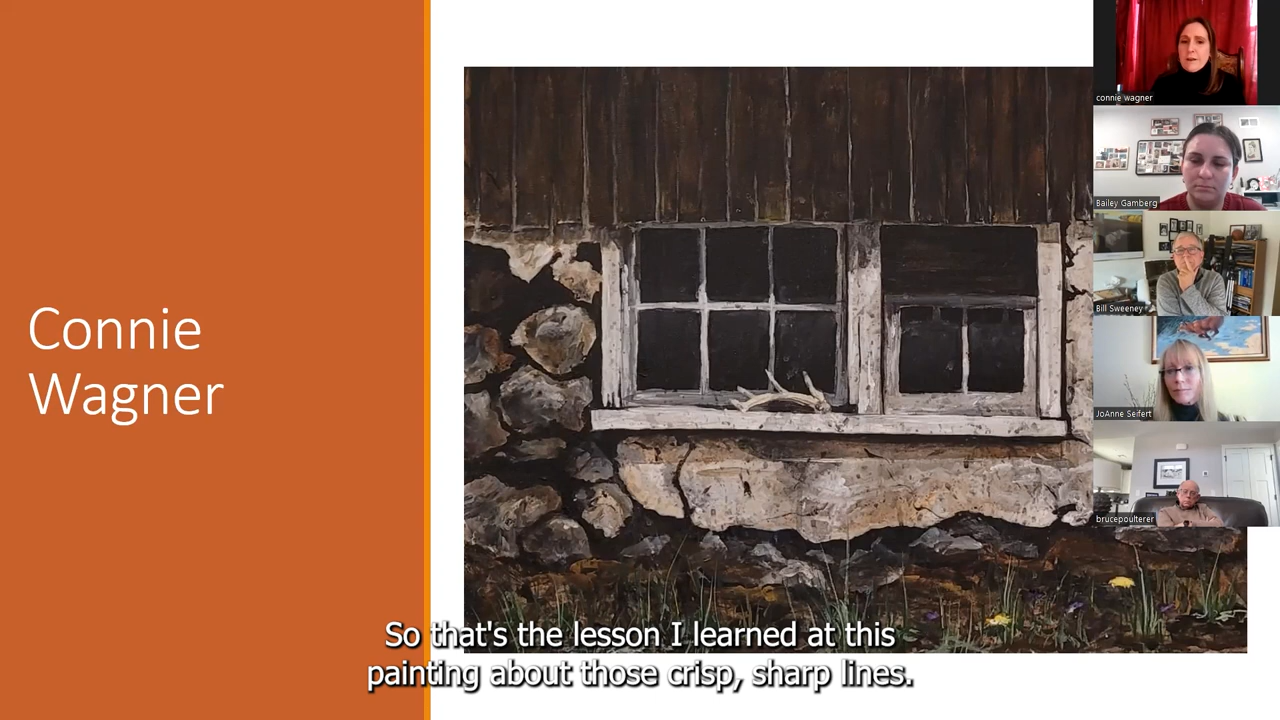 Connie
Wagner
connie wagner
Bailey Gamberg
Bill Sweeney
JoAnne Seifert
brucepoulterer
So that's the lesson I learned at this
painting about those crisp, sharp lines.